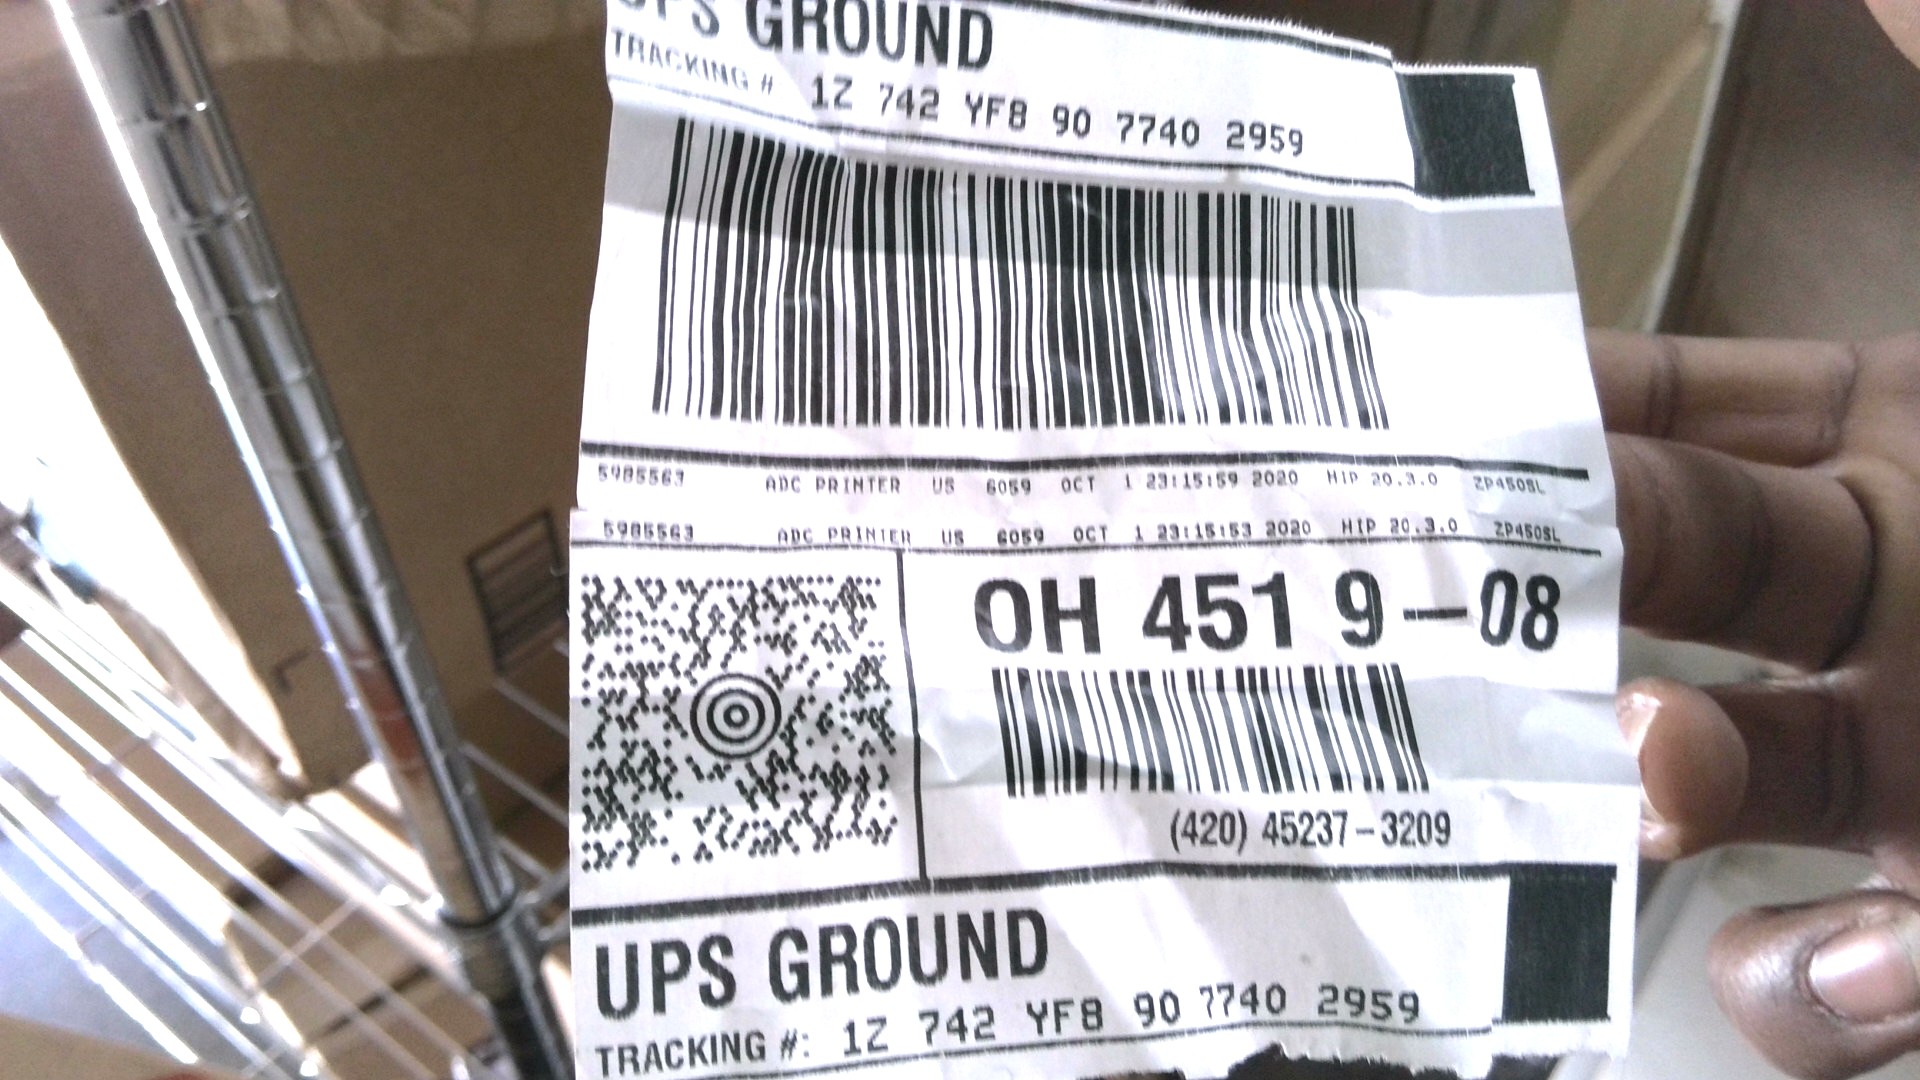 UPS GROUND
TRACKING # 1Z 742 YF8 90 7740 2959
5985563 ADC PRINTER US 6059 OCT 1 23:15:59 2020 HIP 20.3.0 ZP450SL
5985563 ADC PRINTER US 6059 OCT 1 23:15:53 2020 HIP 20.3.0 ZP450SL
OH 451 9-08
(420) 45237-3209
UPS GROUND
TRACKING #: 1Z 742 YF8 90 7740 2959